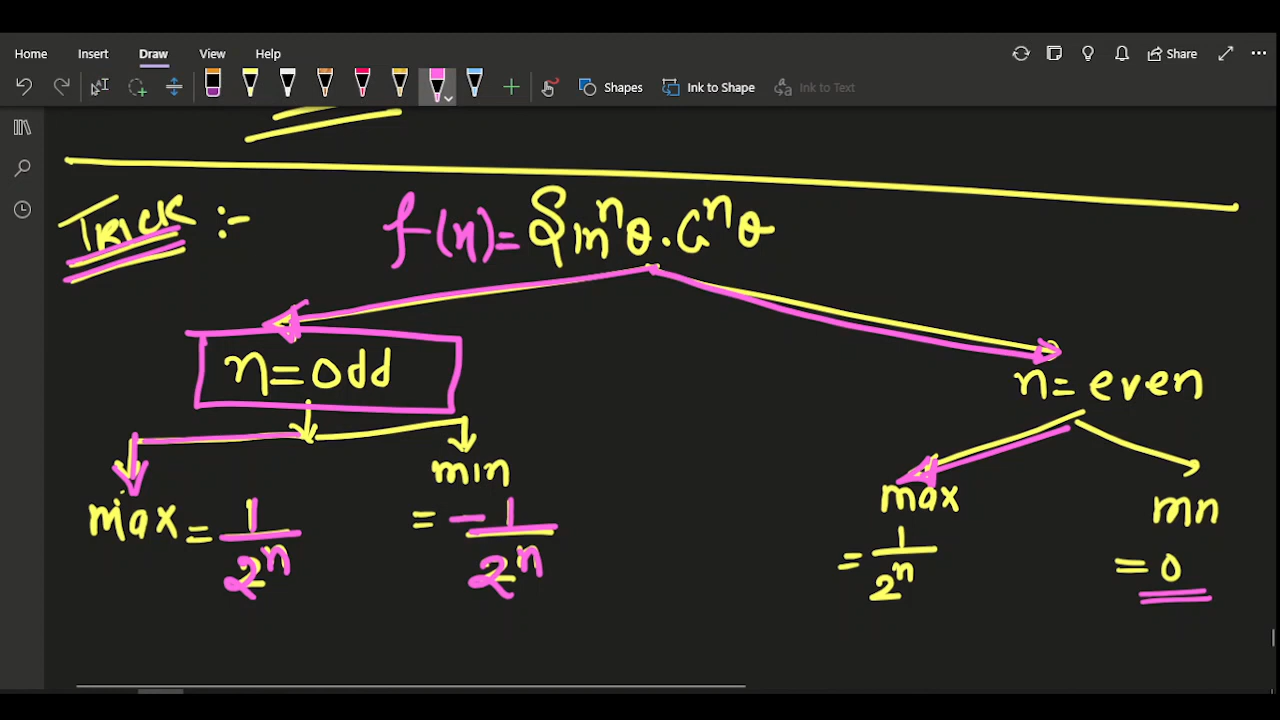 Home Insert Draw View Help
Share
Shapes Ink to Shape Ink to Text
TRICK :- f(n) = Sinⁿθ · Cⁿθ
n = odd
n = even
max = 1/2ⁿ
min = -1/2ⁿ
max = 1/2ⁿ
mn = 0